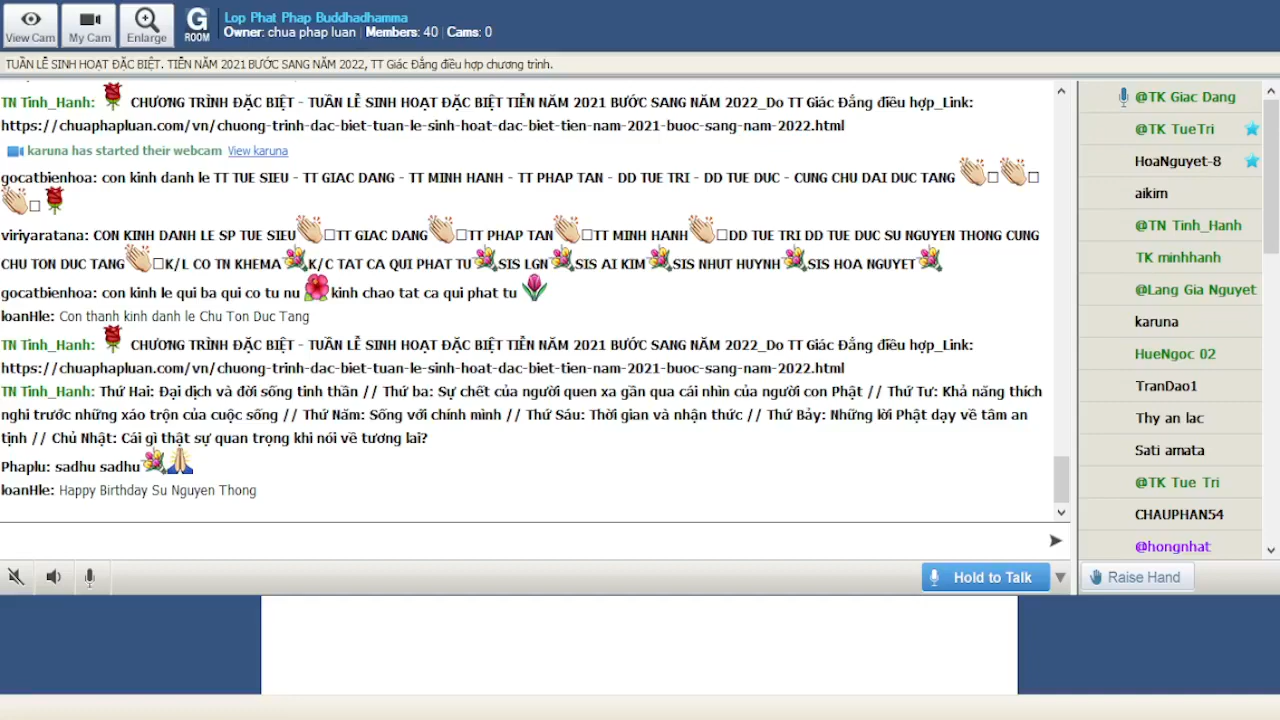 View Cam
My Cam
Enlarge
G
ROOM
Lop Phat Phap Buddhadhamma
Owner: chua phap luan | Members: 40 | Cams: 0
TUẦN LỄ SINH HOẠT ĐẶC BIỆT. TIỄN NĂM 2021 BƯỚC SANG NĂM 2022, TT Giác Đẳng điều hợp chương trình.
TN Tinh_Hanh: CHƯƠNG TRÌNH ĐẶC BIỆT - TUẦN LỄ SINH HOẠT ĐẶC BIỆT TIỄN NĂM 2021 BƯỚC SANG NĂM 2022_Do TT Giác Đẳng điều hợp_Link:
https://chuaphapluan.com/vn/chuong-trinh-dac-biet-tuan-le-sinh-hoat-dac-biet-tien-nam-2021-buoc-sang-nam-2022.html
karuna has started their webcam View karuna
gocatbienhoa: con kinh danh le TT TUE SIEU - TT GIAC DANG - TT MINH HANH - TT PHAP TAN - DD TUE TRI - DD TUE DUC - CUNG CHU DAI DUC TANG
viriyaratana: CON KINH DANH LE SP TUE SIEU TT GIAC DANG TT PHAP TAN TT MINH HANH DD TUE TRI DD TUE DUC SU NGUYEN THONG CUNG
CHU TON DUC TANG K/L CO TN KHEMA K/C TAT CA QUI PHAT TU SIS LGN SIS AI KIM SIS NHUT HUYNH SIS HOA NGUYET
gocatbienhoa: con kinh le qui ba qui co tu nu kinh chao tat ca qui phat tu
loanHle: Con thanh kinh danh le Chu Ton Duc Tang
TN Tinh_Hanh: CHƯƠNG TRÌNH ĐẶC BIỆT - TUẦN LỄ SINH HOẠT ĐẶC BIỆT TIỄN NĂM 2021 BƯỚC SANG NĂM 2022_Do TT Giác Đẳng điều hợp_Link:
https://chuaphapluan.com/vn/chuong-trinh-dac-biet-tuan-le-sinh-hoat-dac-biet-tien-nam-2021-buoc-sang-nam-2022.html
TN Tinh_Hanh: Thứ Hai: Đại dịch và đời sống tinh thần // Thứ ba: Sự chết của người quen xa gần qua cái nhìn của người con Phật // Thứ Tư: Khả năng thích
nghi trước những xáo trộn của cuộc sống // Thứ Năm: Sống với chính mình // Thứ Sáu: Thời gian và nhận thức // Thứ Bảy: Những lời Phật dạy về tâm an
tịnh // Chủ Nhật: Cái gì thật sự quan trọng khi nói về tương lai?
Phaplu: sadhu sadhu
loanHle: Happy Birthday Su Nguyen Thong
Hold to Talk
@TK Giac Dang
@TK TueTri
HoaNguyet-8
aikim
@TN Tinh_Hanh
TK minhhanh
@Lang Gia Nguyet
karuna
HueNgoc 02
TranDao1
Thy an lac
Sati amata
@TK Tue Tri
CHAUPHAN54
@hongnhat
Raise Hand